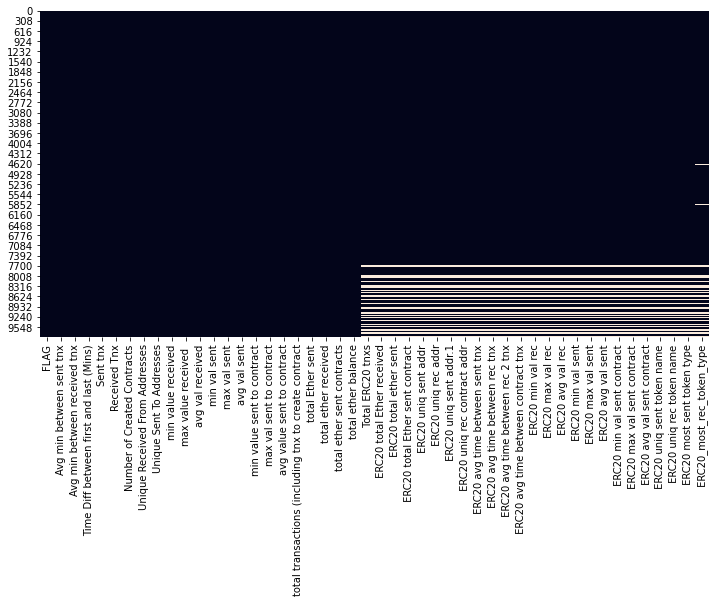 0
308
616
924
1232
1540
1848
2156
2464
2772
3080
3388
3696
4004
4312
4620
4928
5236
5544
5852
6160
6468
6776
7084
7392
7700
8008
8316
8624
8932
9240
9548
FLAG
Avg min between sent tnx
Avg min between received tnx
Time Diff between first and last (Mins)
Sent tnx
Received Tnx
Number of Created Contracts
Unique Received From Addresses
Unique Sent To Addresses
min value received
max value received
avg val received
min val sent
max val sent
avg val sent
min value sent to contract
max val sent to contract
avg value sent to contract
total transactions (including tnx to create contract
total Ether sent
total ether received
total ether sent contracts
total ether balance
Total ERC20 tnxs
ERC20 total Ether received
ERC20 total ether sent
ERC20 total Ether sent contract
ERC20 uniq sent addr
ERC20 uniq rec addr
ERC20 uniq sent addr.1
ERC20 uniq rec contract addr
ERC20 avg time between sent tnx
ERC20 avg time between rec tnx
ERC20 avg time between rec 2 tnx
ERC20 avg time between contract tnx
ERC20 min val rec
ERC20 max val rec
ERC20 avg val rec
ERC20 min val sent
ERC20 max val sent
ERC20 avg val sent
ERC20 min val sent contract
ERC20 max val sent contract
ERC20 avg val sent contract
ERC20 uniq sent token name
ERC20 uniq rec token name
ERC20 most sent token type
ERC20_most_rec_token_type